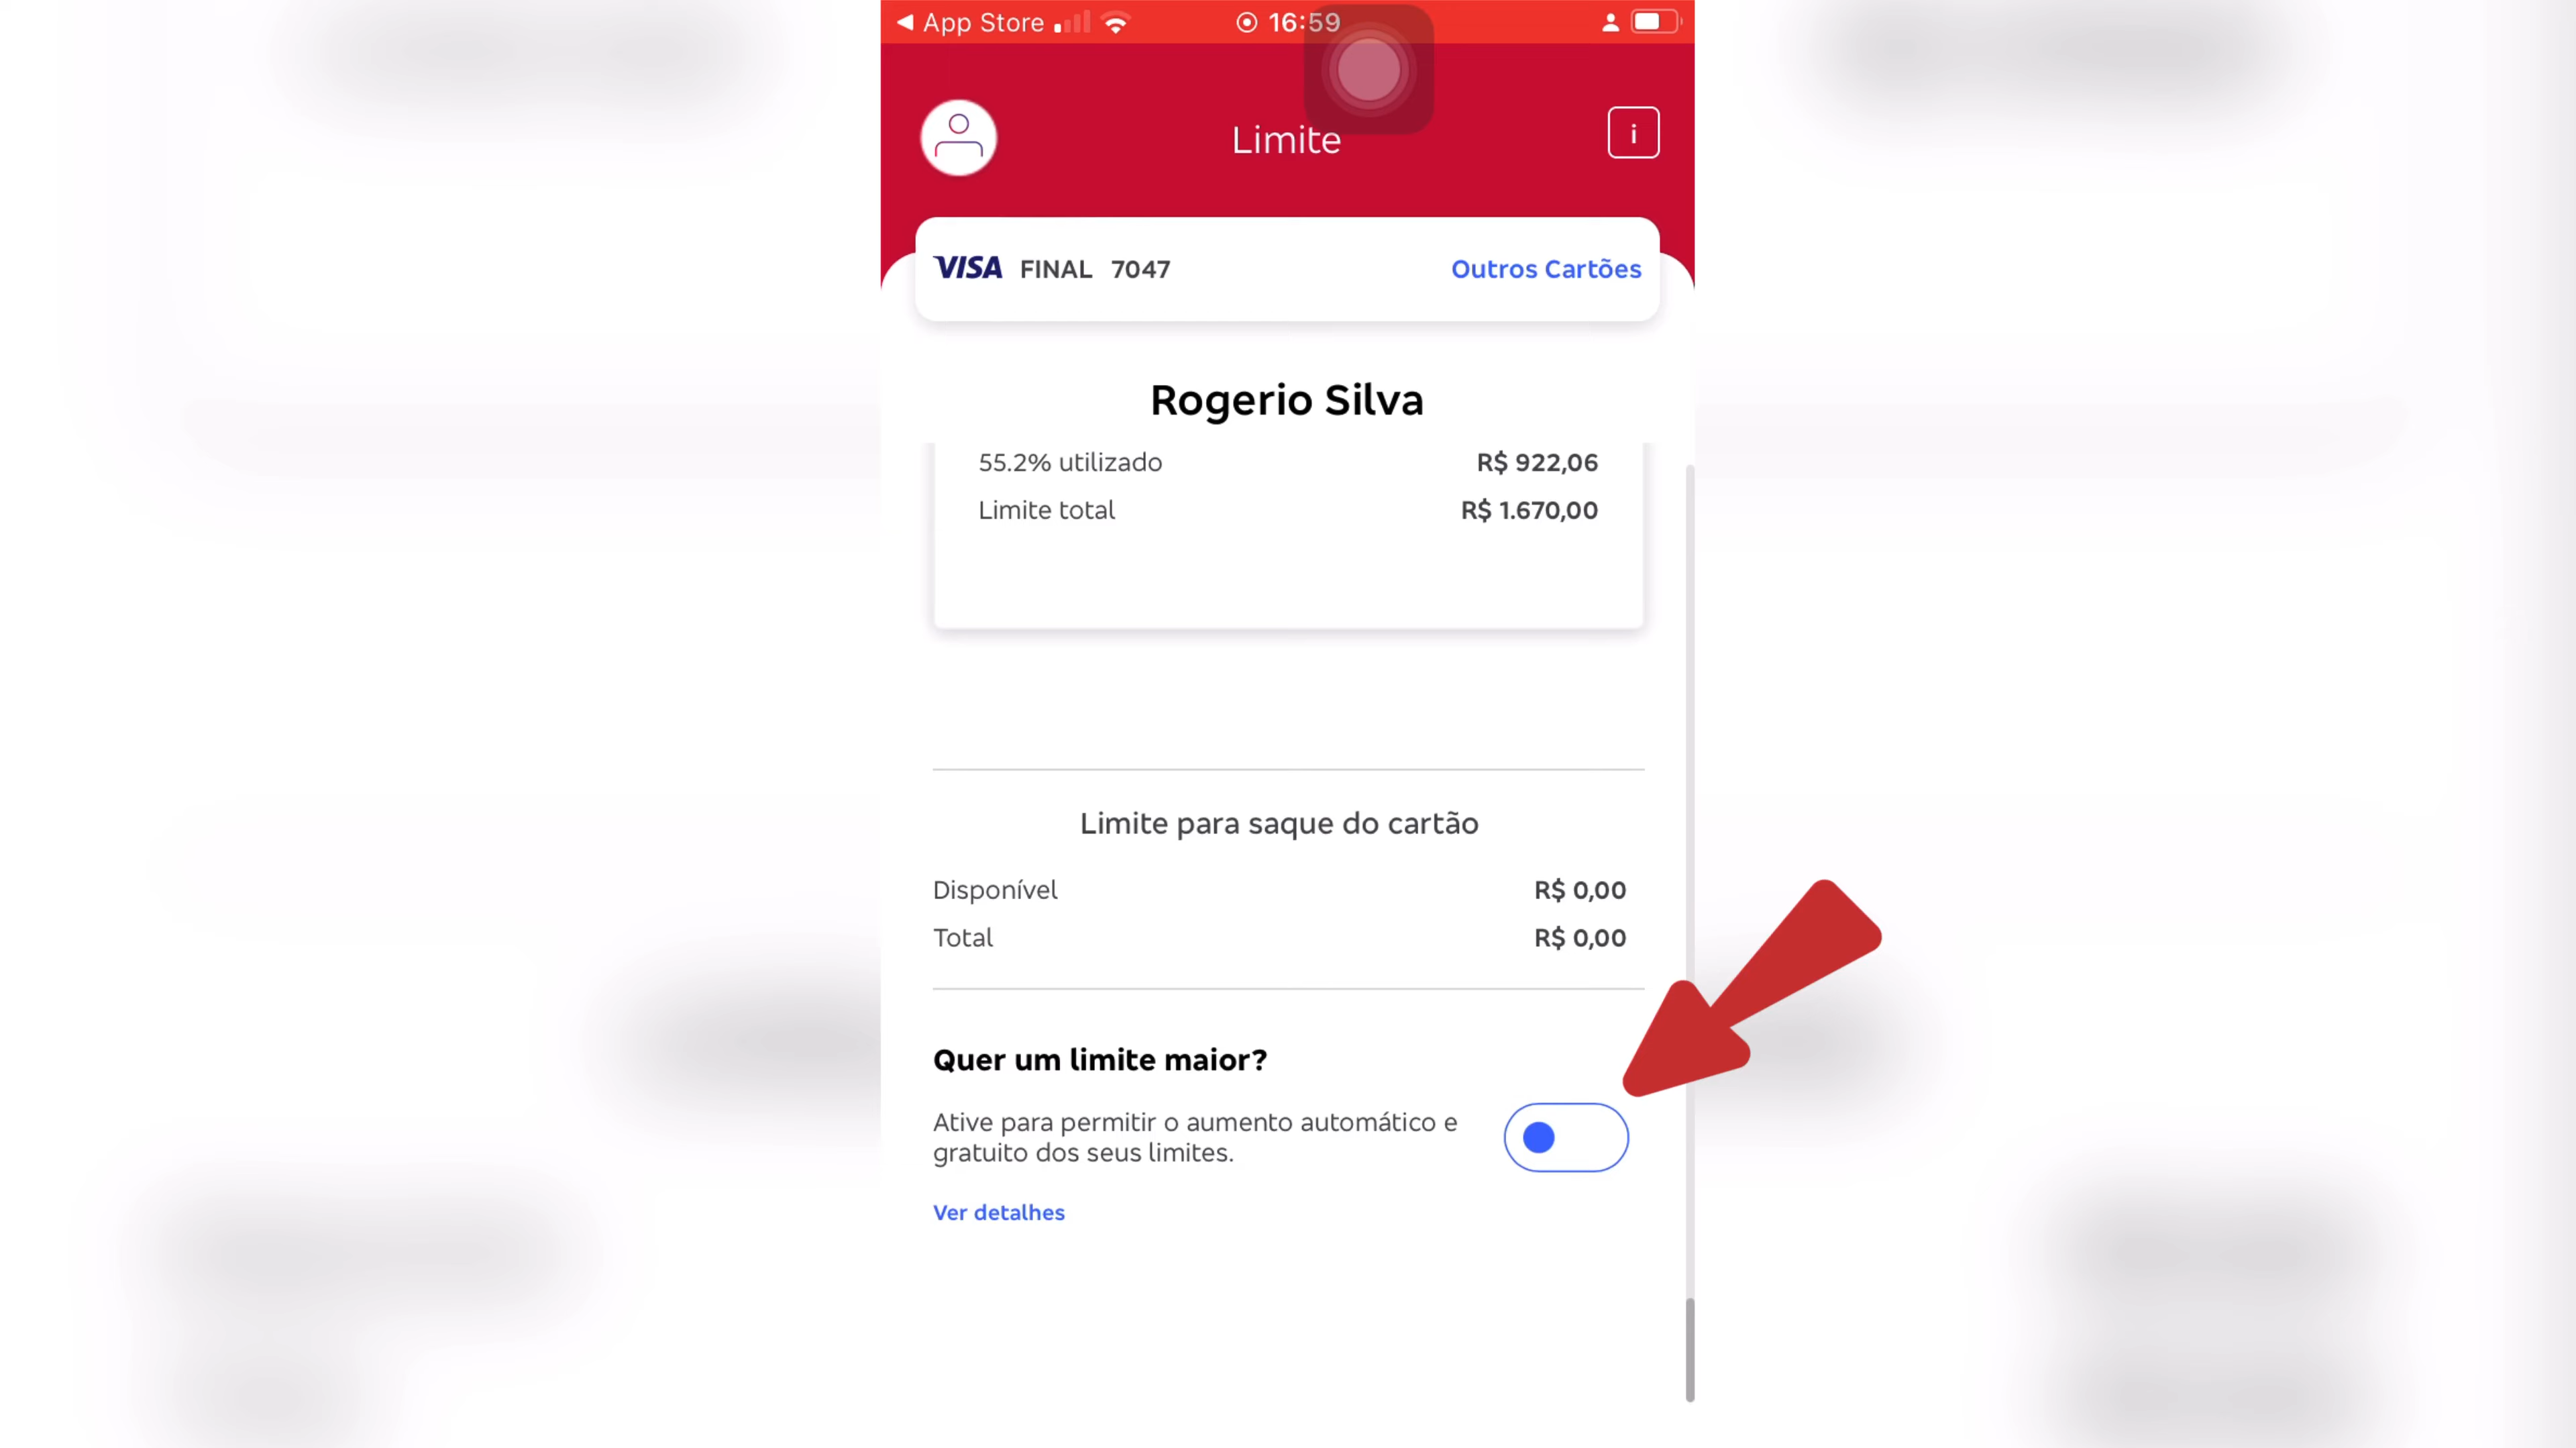 App Store 16:59
Limite
i
VISA FINAL 7047 Outros Cartões
Rogerio Silva
55.2% utilizado R$ 922,06
Limite total R$ 1.670,00
Limite para saque do cartão
Disponível R$ 0,00
Total R$ 0,00
Quer um limite maior?
Ative para permitir o aumento automático e
gratuito dos seus limites.
Ver detalhes